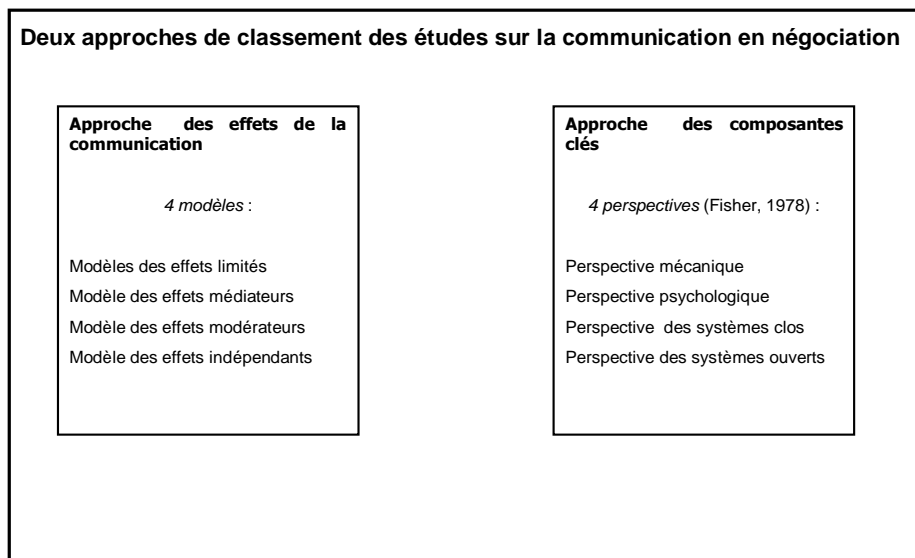 Deux approches de classement des études sur la communication en négociation
Approche des effets de la
communication
4 modèles :
Modèles des effets limités
Modèle des effets médiateurs
Modèle des effets modérateurs
Modèle des effets indépendants
Approche des composantes
clés
4 perspectives (Fisher, 1978) :
Perspective mécanique
Perspective psychologique
Perspective des systèmes clos
Perspective des systèmes ouverts